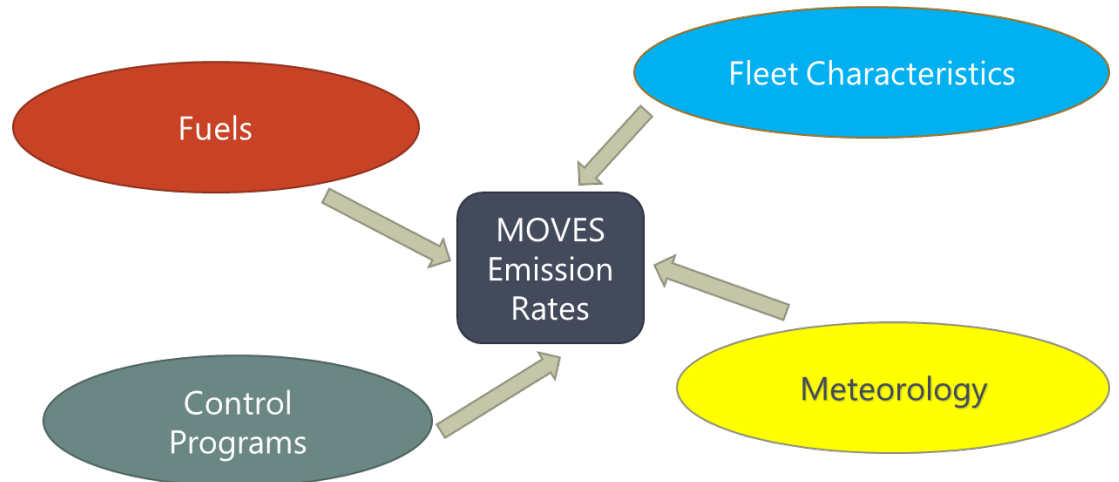 Fleet Characteristics
Fuels
MOVES
Emission
Rates
Control
Programs
Meteorology